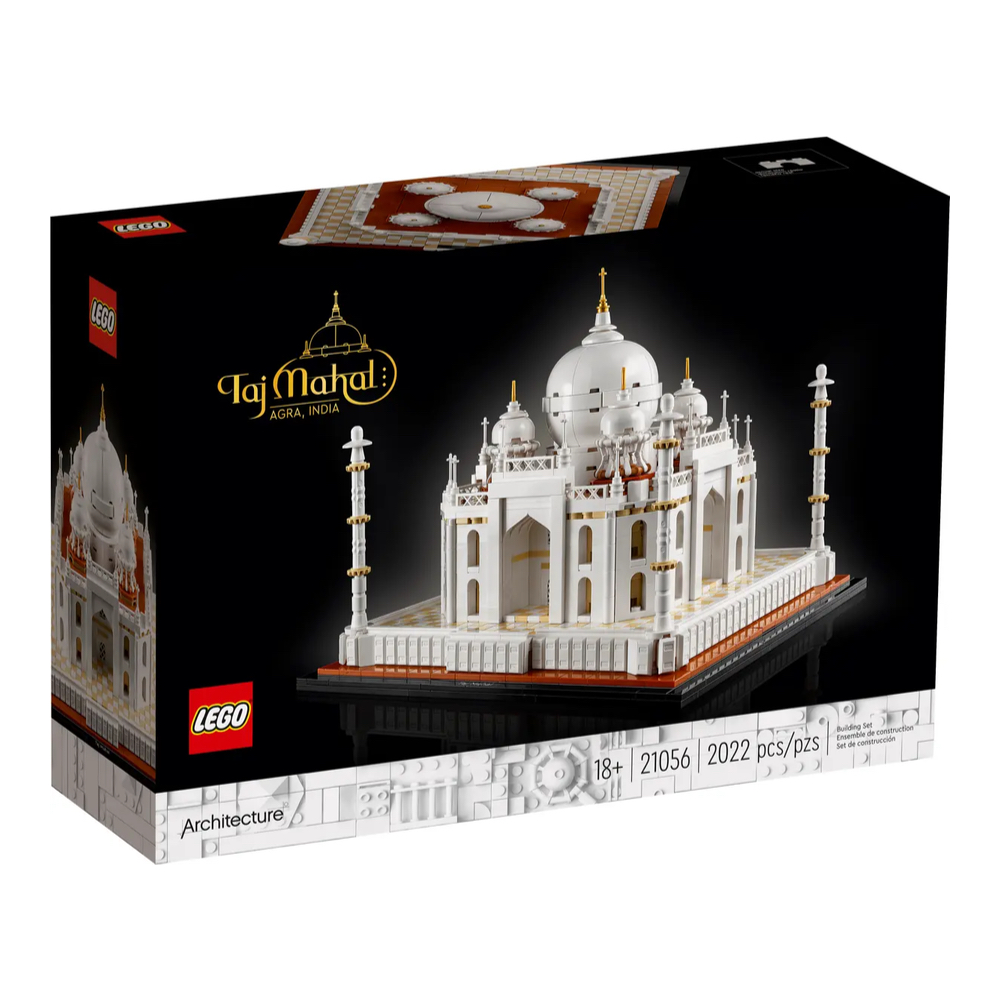 LEGO
LEGO
Taj Mahal
AGRA, INDIA
LEGO
18+ 21056 2022 pcs/pzs
Building Set
Ensemble de construction
Set de construcción
Architecture